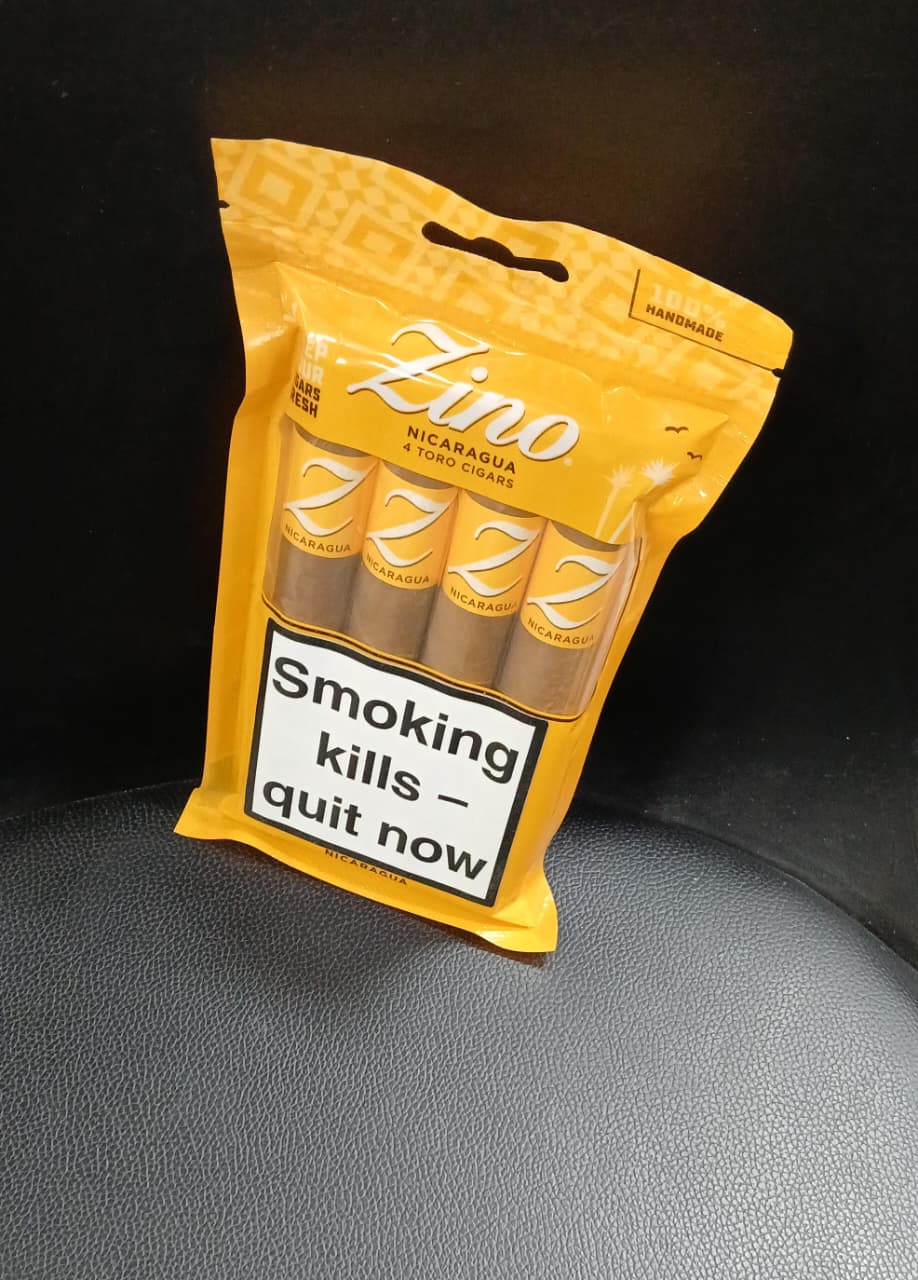 100%
HANDMADE
Zino
NICARAGUA
4 TORO CIGARS
Z
NICARAGUA
Z
NICARAGUA
Z
NICARAGUA
Z
NICARAGUA
Smoking
kills –
quit now
NICARAGUA